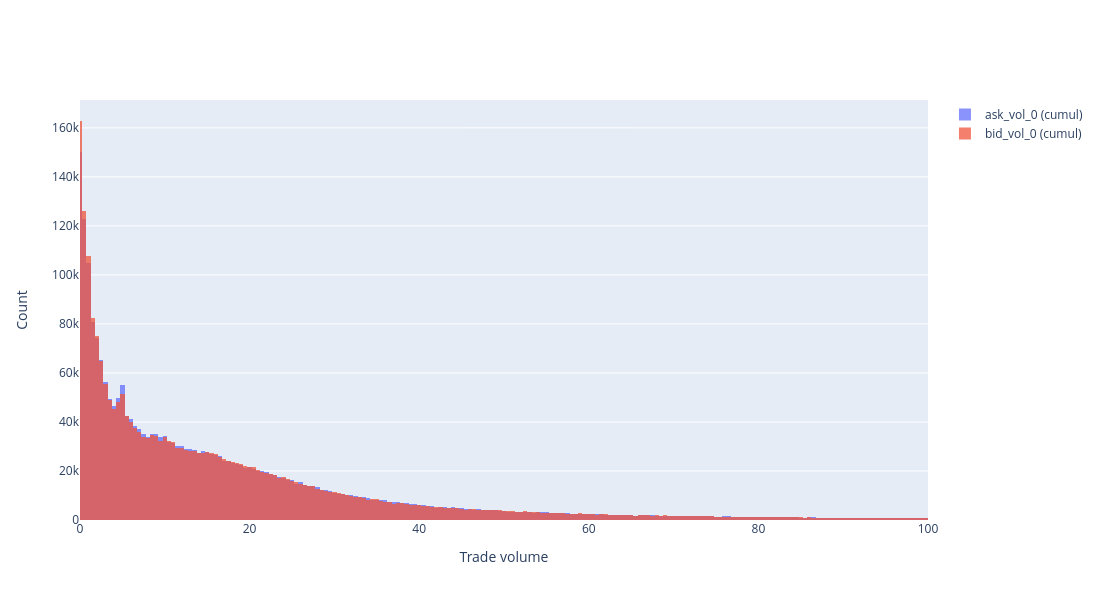 160k
140k
120k
100k
80k
60k
40k
20k
0
0 20 40 60 80 100
Trade volume
Count
ask_vol_0 (cumul)
bid_vol_0 (cumul)